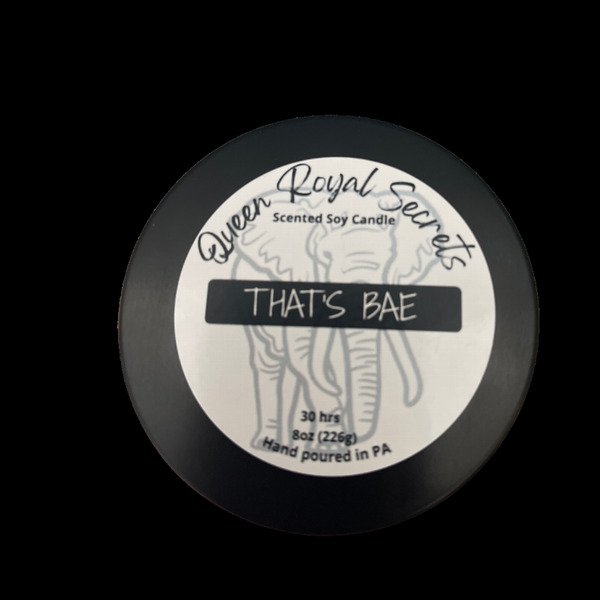 Queen Royal Secrets
Scented Soy Candle
THAT'S BAE
30 hrs
8oz (226g)
Hand poured in PA